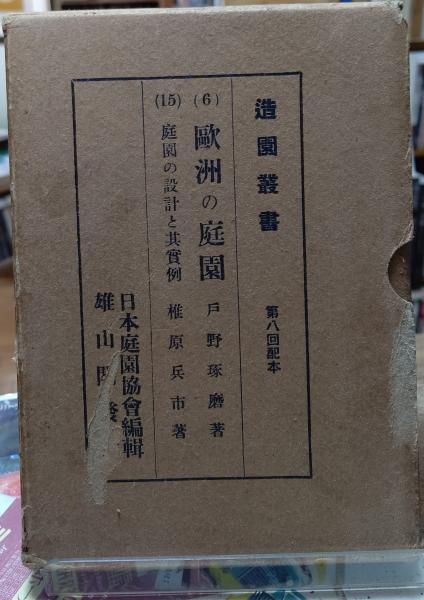 造園叢書
第八回配本
(6) 歐洲の庭園 戸野琢磨著
(15) 庭園の設計と其實例 椎原兵市著
日本庭園協會編輯
雄山閣